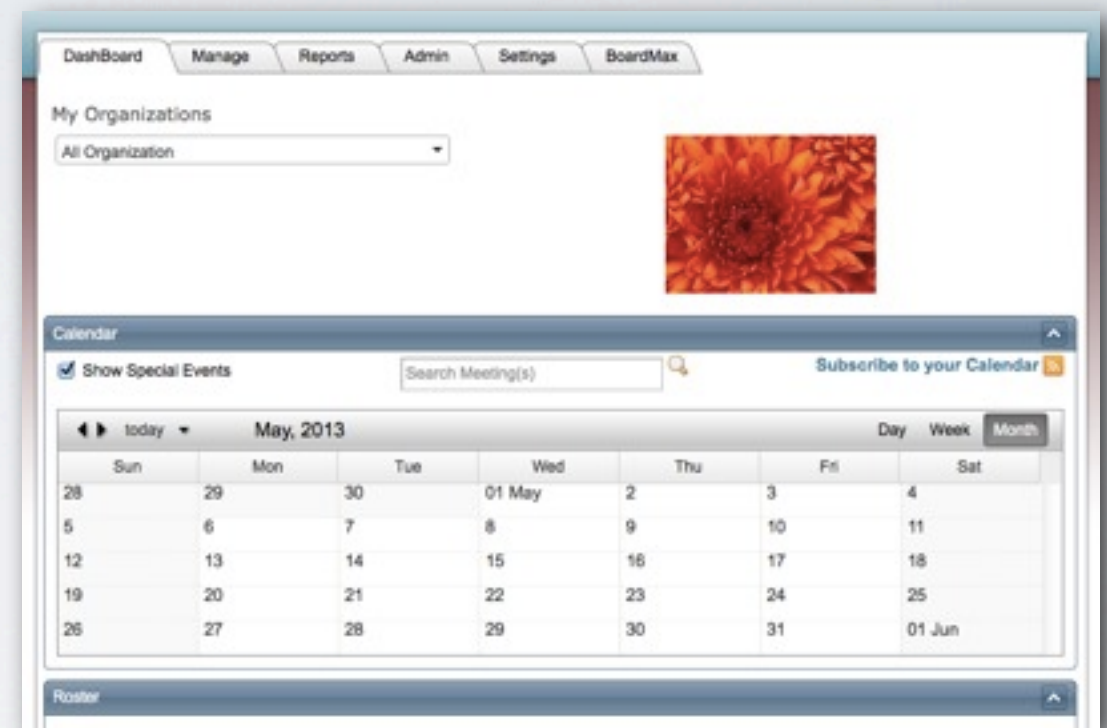 DashBoard Manage Reports Admin Settings BoardMax
My Organizations
All Organization
Calendar
Show Special Events Search Meeting(s) Subscribe to your Calendar
today May, 2013 Day Week Month
Sun Mon Tue Wed Thu Fri Sat
28 29 30 01 May 2 3 4
5 6 7 8 9 10 11
12 13 14 15 16 17 18
19 20 21 22 23 24 25
26 27 28 29 30 31 01 Jun
Roster